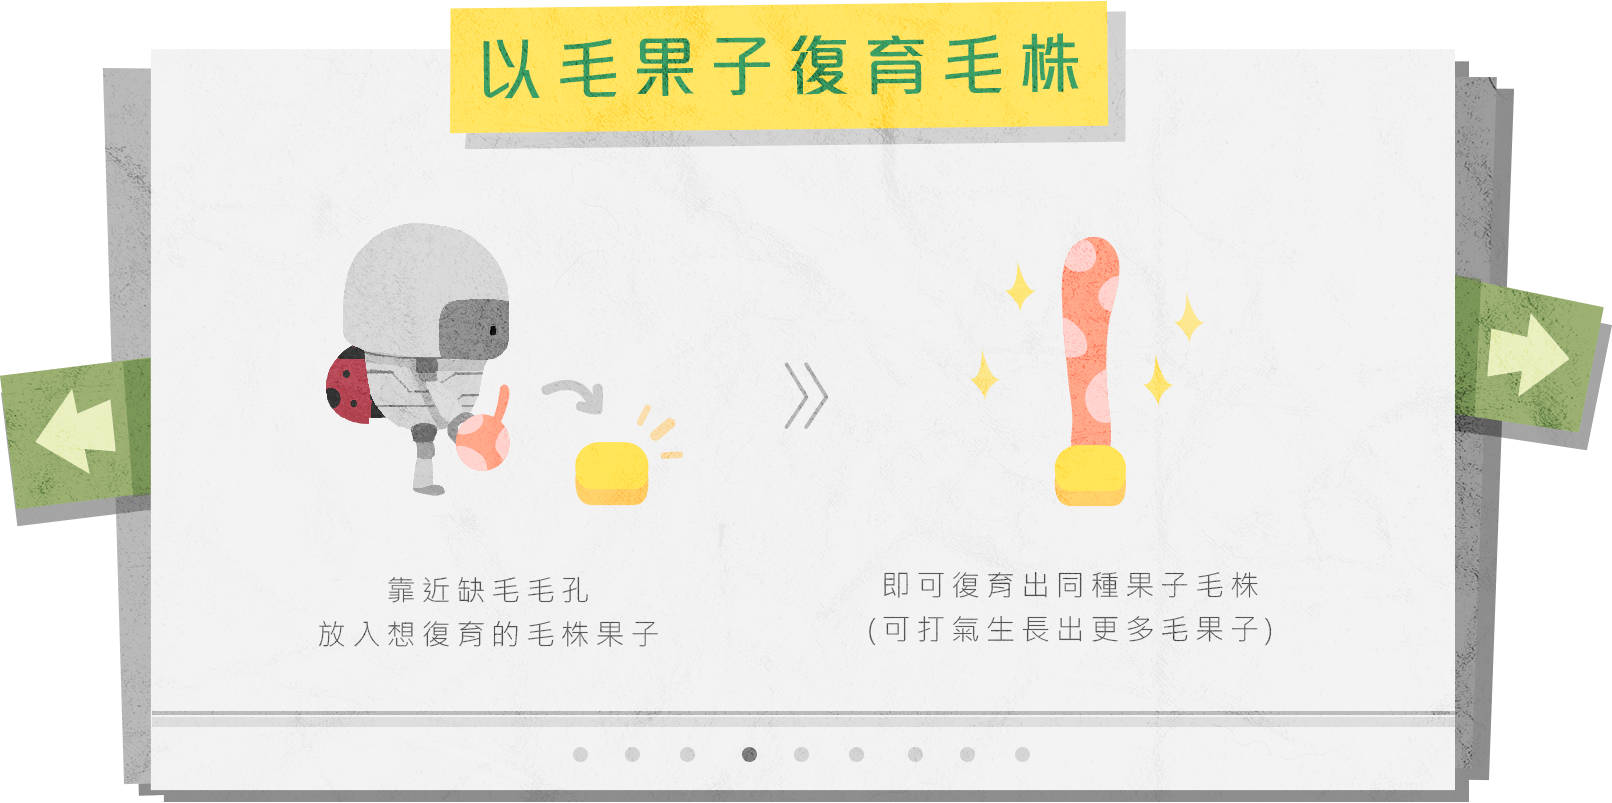 以毛果子復育毛株
靠近缺毛毛孔
放入想復育的毛株果子
即可復育出同種果子毛株
(可打氣生長出更多毛果子)